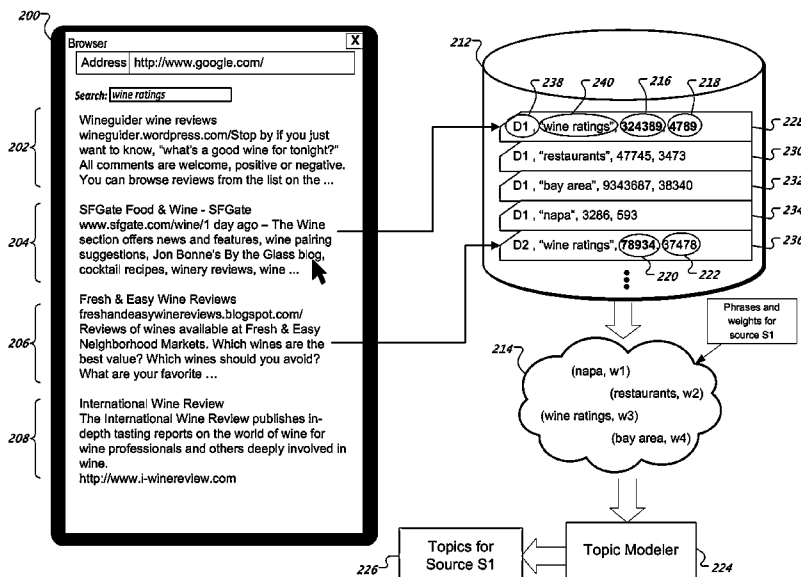 200
Browser
X
Address http://www.google.com/
Search: wine ratings
202
Wineguider wine reviews
wineguider.wordpress.com/Stop by if you just
want to know, "what's a good wine for tonight?"
All comments are welcome, positive or negative.
You can browse reviews from the list on the ...
204
SFGate Food & Wine - SFGate
www.sfgate.com/wine/1 day ago – The Wine
section offers news and features, wine pairing
suggestions, Jon Bonne's By the Glass blog,
cocktail recipes, winery reviews, wine ...
206
Fresh & Easy Wine Reviews
freshandeasywinereviews.blogspot.com/
Reviews of wines available at Fresh & Easy
Neighborhood Markets. Which wines are the
best value? Which wines should you avoid?
What are your favorite ...
208
International Wine Review
The International Wine Review publishes in-
depth tasting reports on the world of wine for
wine professionals and others deeply involved in
wine.
http://www.i-winereview.com
212
238 240 216 218
D1 , "wine ratings", 324389, 4789
228
D1 , "restaurants", 47745, 3473
230
D1 , "bay area", 9343687, 38340
232
D1 , "napa", 3286, 593
234
D2 , "wine ratings", 78934, 37478
236
220 222
Phrases and
weights for
source S1
214
(napa, w1)
(restaurants, w2)
(wine ratings, w3)
(bay area, w4)
Topic Modeler
224
Topics for
Source S1
226